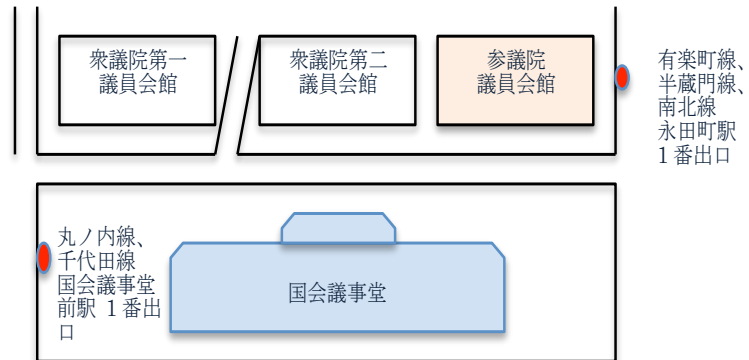 衆議院第一
議員会館
衆議院第二
議員会館
参議院
議員会館
有楽町線、
半蔵門線、
南北線
永田町駅
1番出口
丸ノ内線、
千代田線
国会議事堂
前駅 1番出
口
国会議事堂